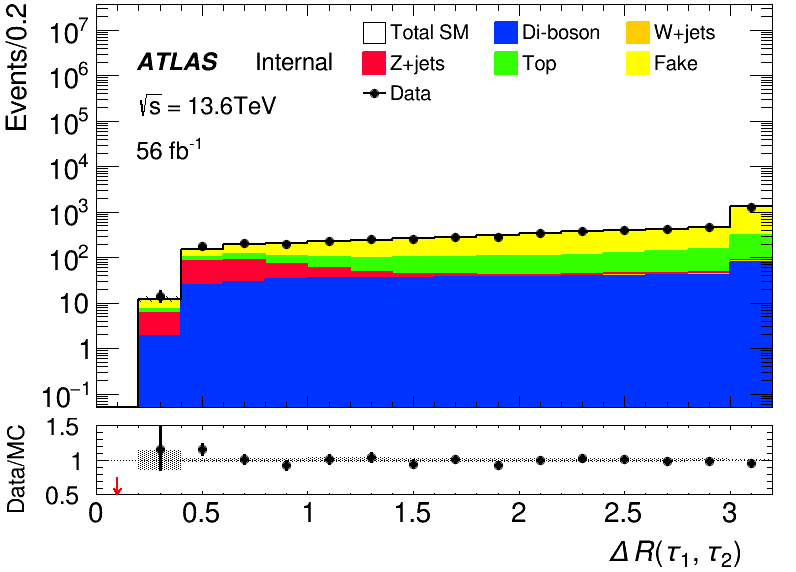 Events/0.2
10⁷
10⁶
10⁵
10⁴
10³
10²
10
1
10⁻¹
ATLAS Internal
√s = 13.6TeV
56 fb⁻¹
Total SM Di-boson W+jets
Z+jets Top Fake
Data
Data/MC
1.5
1
0.5
0 0.5 1 1.5 2 2.5 3
ΔR(τ₁, τ₂)